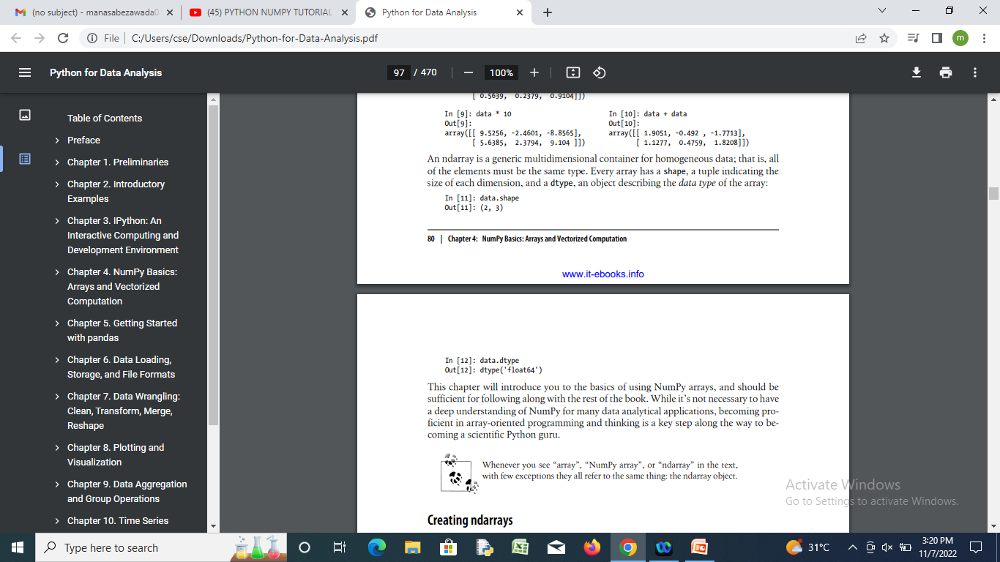 (no subject) - manasabezawada0
(45) PYTHON NUMPY TUTORIAL
Python for Data Analysis
File
C:/Users/cse/Downloads/Python-for-Data-Analysis.pdf
m
Python for Data Analysis
97 / 470
100%
Table of Contents
Preface
Chapter 1. Preliminaries
Chapter 2. Introductory
Examples
Chapter 3. IPython: An
Interactive Computing and
Development Environment
Chapter 4. NumPy Basics:
Arrays and Vectorized
Computation
Chapter 5. Getting Started
with pandas
Chapter 6. Data Loading,
Storage, and File Formats
Chapter 7. Data Wrangling:
Clean, Transform, Merge,
Reshape
Chapter 8. Plotting and
Visualization
Chapter 9. Data Aggregation
and Group Operations
Chapter 10. Time Series
[ 0.5639, 0.2379, 0.9104]])
In [9]: data * 10
Out[9]:
array([[ 9.5256, -2.4601, -8.8565],
[ 5.6385, 2.3794, 9.104 ]])
In [10]: data + data
Out[10]:
array([[ 1.9051, -0.492 , -1.7713],
[ 1.1277, 0.4759, 1.8208]])
An ndarray is a generic multidimensional container for homogeneous data; that is, all
of the elements must be the same type. Every array has a shape, a tuple indicating the
size of each dimension, and a dtype, an object describing the data type of the array:
In [11]: data.shape
Out[11]: (2, 3)
80 | Chapter 4: NumPy Basics: Arrays and Vectorized Computation
www.it-ebooks.info
In [12]: data.dtype
Out[12]: dtype('float64')
This chapter will introduce you to the basics of using NumPy arrays, and should be
sufficient for following along with the rest of the book. While it’s not necessary to have
a deep understanding of NumPy for many data analytical applications, becoming pro-
ficient in array-oriented programming and thinking is a key step along the way to be-
coming a scientific Python guru.
Whenever you see “array”, “NumPy array”, or “ndarray” in the text,
with few exceptions they all refer to the same thing: the ndarray object.
Creating ndarrays
Activate Windows
Go to Settings to activate Windows.
Type here to search
31°C
3:20 PM
11/7/2022